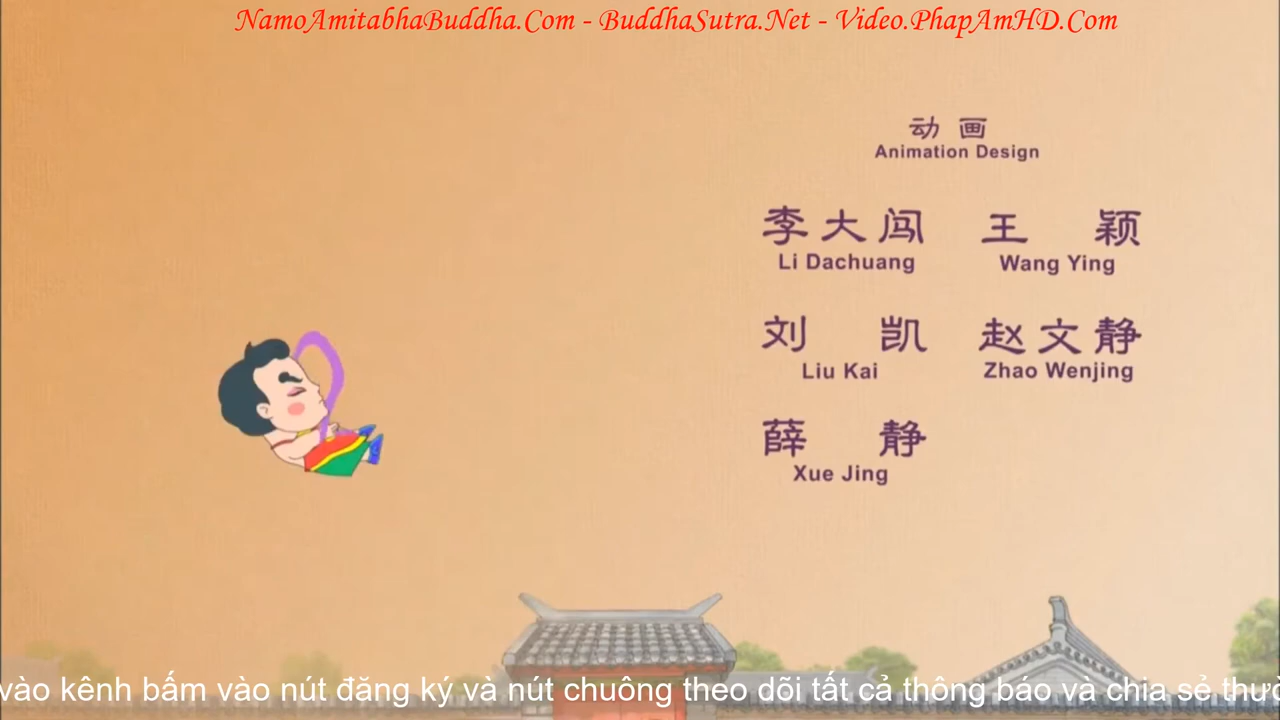 NamoAmitabhaBuddha.Com - BuddhaSutra.Net - Video.PhapAmHD.Com
动 画
Animation Design
李大闯 王 颖
Li Dachuang Wang Ying
刘 凯 赵文静
Liu Kai Zhao Wenjing
薛 静
Xue Jing
vào kênh bấm vào nút đăng ký và nút chuông theo dõi tất cả thông báo và chia sẻ